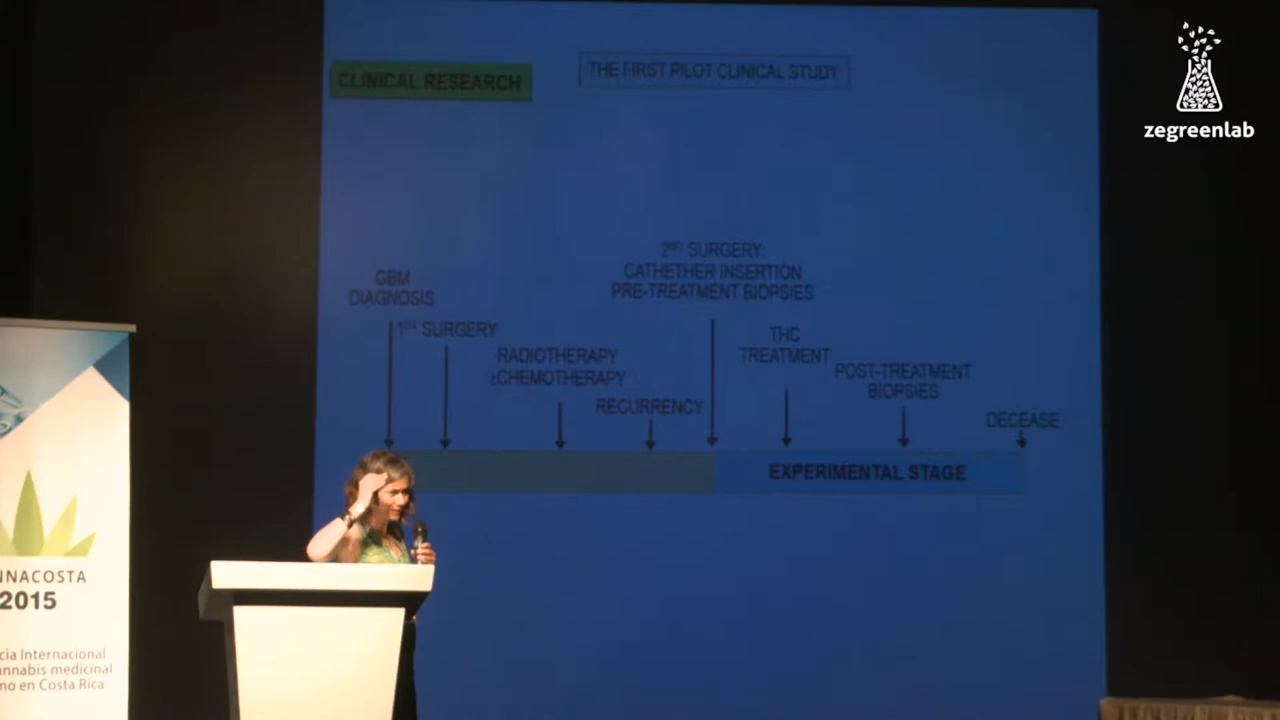 CLINICAL RESEARCH
THE FIRST PILOT CLINICAL STUDY
2ND SURGERY:
CATHETHER INSERTION
PRE-TREATMENT BIOPSIES
GBM
DIAGNOSIS
1ST SURGERY
RADIOTHERAPY
±CHEMOTHERAPY
RECURRENCY
THC
TREATMENT
POST-TREATMENT
BIOPSIES
DECEASE
EXPERIMENTAL STAGE
zegreenlab
NNACOSTA
2015
cia Internacional
annabis medicinal
no en Costa Rica